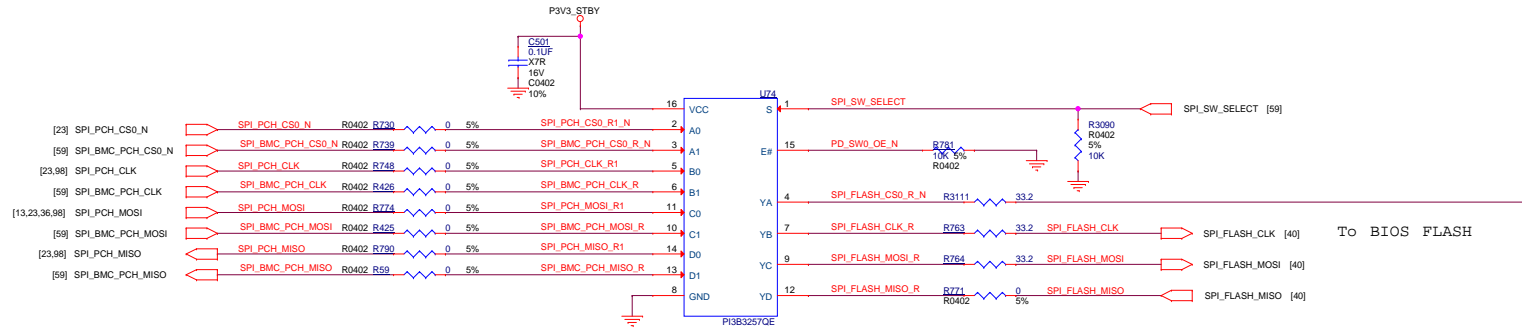 P3V3_STBY
C501
0.1UF
X7R
16V
C0402
10%
U74
16 VCC S 1 SPI_SW_SELECT SPI_SW_SELECT [59]
[23] SPI_PCH_CS0_N SPI_PCH_CS0_N R0402 R730 0 5% SPI_PCH_CS0_R1_N 2 A0
R3090
R0402
5%
10K
[59] SPI_BMC_PCH_CS0_N SPI_BMC_PCH_CS0_N R0402 R739 0 5% SPI_BMC_PCH_CS0_R_N 3 A1 E# 15 PD_SW0_OE_N R781
10K 5%
R0402
[23,98] SPI_PCH_CLK SPI_PCH_CLK R0402 R748 0 5% SPI_PCH_CLK_R1 5 B0
[59] SPI_BMC_PCH_CLK SPI_BMC_PCH_CLK R0402 R426 0 5% SPI_BMC_PCH_CLK_R 6 B1
YA 4 SPI_FLASH_CS0_R_N R3111 33.2
[13,23,36,98] SPI_PCH_MOSI SPI_PCH_MOSI R0402 R774 0 5% SPI_PCH_MOSI_R1 11 C0
[59] SPI_BMC_PCH_MOSI SPI_BMC_PCH_MOSI R0402 R425 0 5% SPI_BMC_PCH_MOSI_R 10 C1
YB 7 SPI_FLASH_CLK_R R763 33.2 SPI_FLASH_CLK SPI_FLASH_CLK [40]
To BIOS FLASH
[23,98] SPI_PCH_MISO SPI_PCH_MISO R0402 R790 0 5% SPI_PCH_MISO_R1 14 D0
YC 9 SPI_FLASH_MOSI_R R764 33.2 SPI_FLASH_MOSI SPI_FLASH_MOSI [40]
[59] SPI_BMC_PCH_MISO SPI_BMC_PCH_MISO R0402 R59 0 5% SPI_BMC_PCH_MISO_R 13 D1
8 GND YD 12 SPI_FLASH_MISO_R R771 0 SPI_FLASH_MISO SPI_FLASH_MISO [40]
R0402 5%
PI3B3257QE